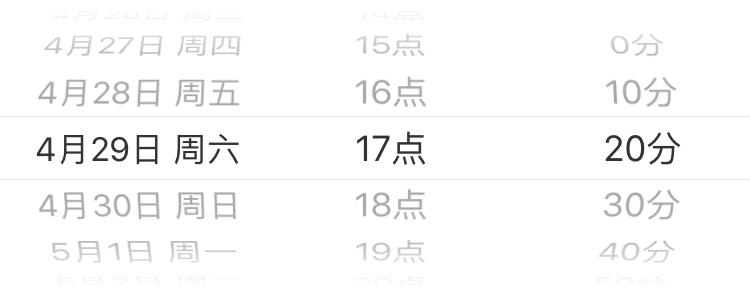 4月27日 周四 15点 0分
4月28日 周五 16点 10分
4月29日 周六 17点 20分
4月30日 周日 18点 30分
5月1日 周一 19点 40分